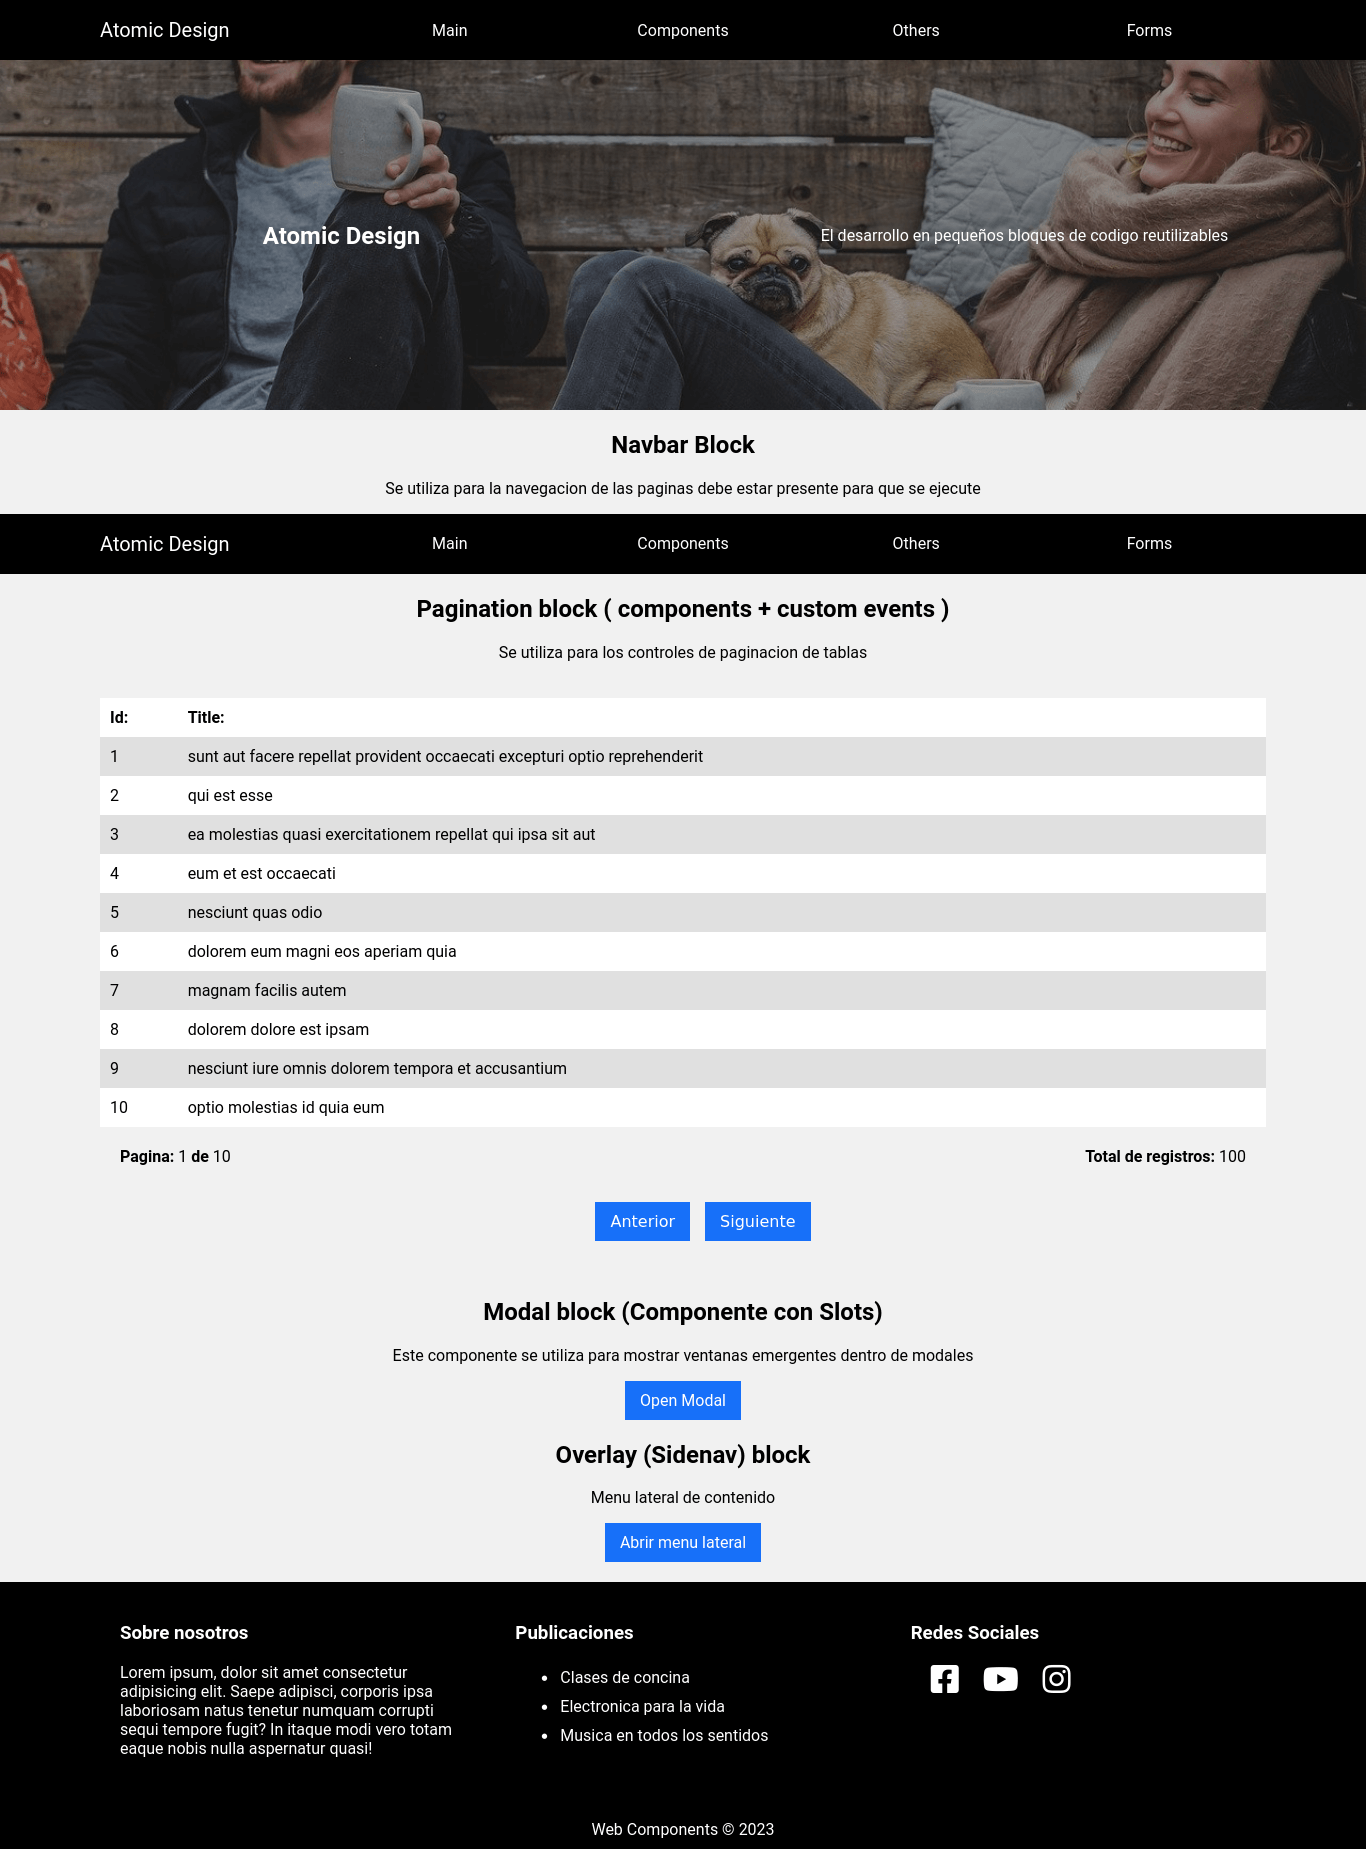 Atomic Design Main Components Others Forms
Atomic Design El desarrollo en pequeños bloques de codigo reutilizables
Navbar Block
Se utiliza para la navegacion de las paginas debe estar presente para que se ejecute
Atomic Design Main Components Others Forms
Pagination block ( components + custom events )
Se utiliza para los controles de paginacion de tablas
Id: Title:
1 sunt aut facere repellat provident occaecati excepturi optio reprehenderit
2 qui est esse
3 ea molestias quasi exercitationem repellat qui ipsa sit aut
4 eum et est occaecati
5 nesciunt quas odio
6 dolorem eum magni eos aperiam quia
7 magnam facilis autem
8 dolorem dolore est ipsam
9 nesciunt iure omnis dolorem tempora et accusantium
10 optio molestias id quia eum
Pagina: 1 de 10 Total de registros: 100
Anterior Siguiente
Modal block (Componente con Slots)
Este componente se utiliza para mostrar ventanas emergentes dentro de modales
Open Modal
Overlay (Sidenav) block
Menu lateral de contenido
Abrir menu lateral
Sobre nosotros
Lorem ipsum, dolor sit amet consectetur
adipisicing elit. Saepe adipisci, corporis ipsa
laboriosam natus tenetur numquam corrupti
sequi tempore fugit? In itaque modi vero totam
eaque nobis nulla aspernatur quasi!
Publicaciones
• Clases de concina
• Electronica para la vida
• Musica en todos los sentidos
Redes Sociales
Web Components © 2023